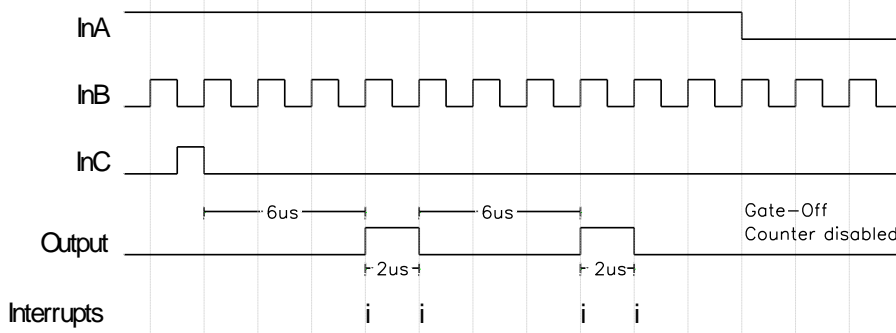 InA
InB
InC
6us 6us
Gate-Off
Counter disabled
Output
2us 2us
Interrupts i i i i